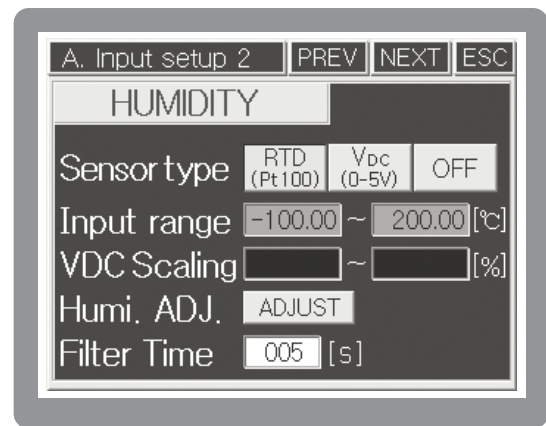 A. Input setup 2 PREV NEXT ESC
HUMIDITY
Sensor type RTD (Pt100) VDC (0-5V) OFF
Input range -100.00 ~ 200.00 [℃]
VDC Scaling ~ [%]
Humi. ADJ. ADJUST
Filter Time 005 [s]